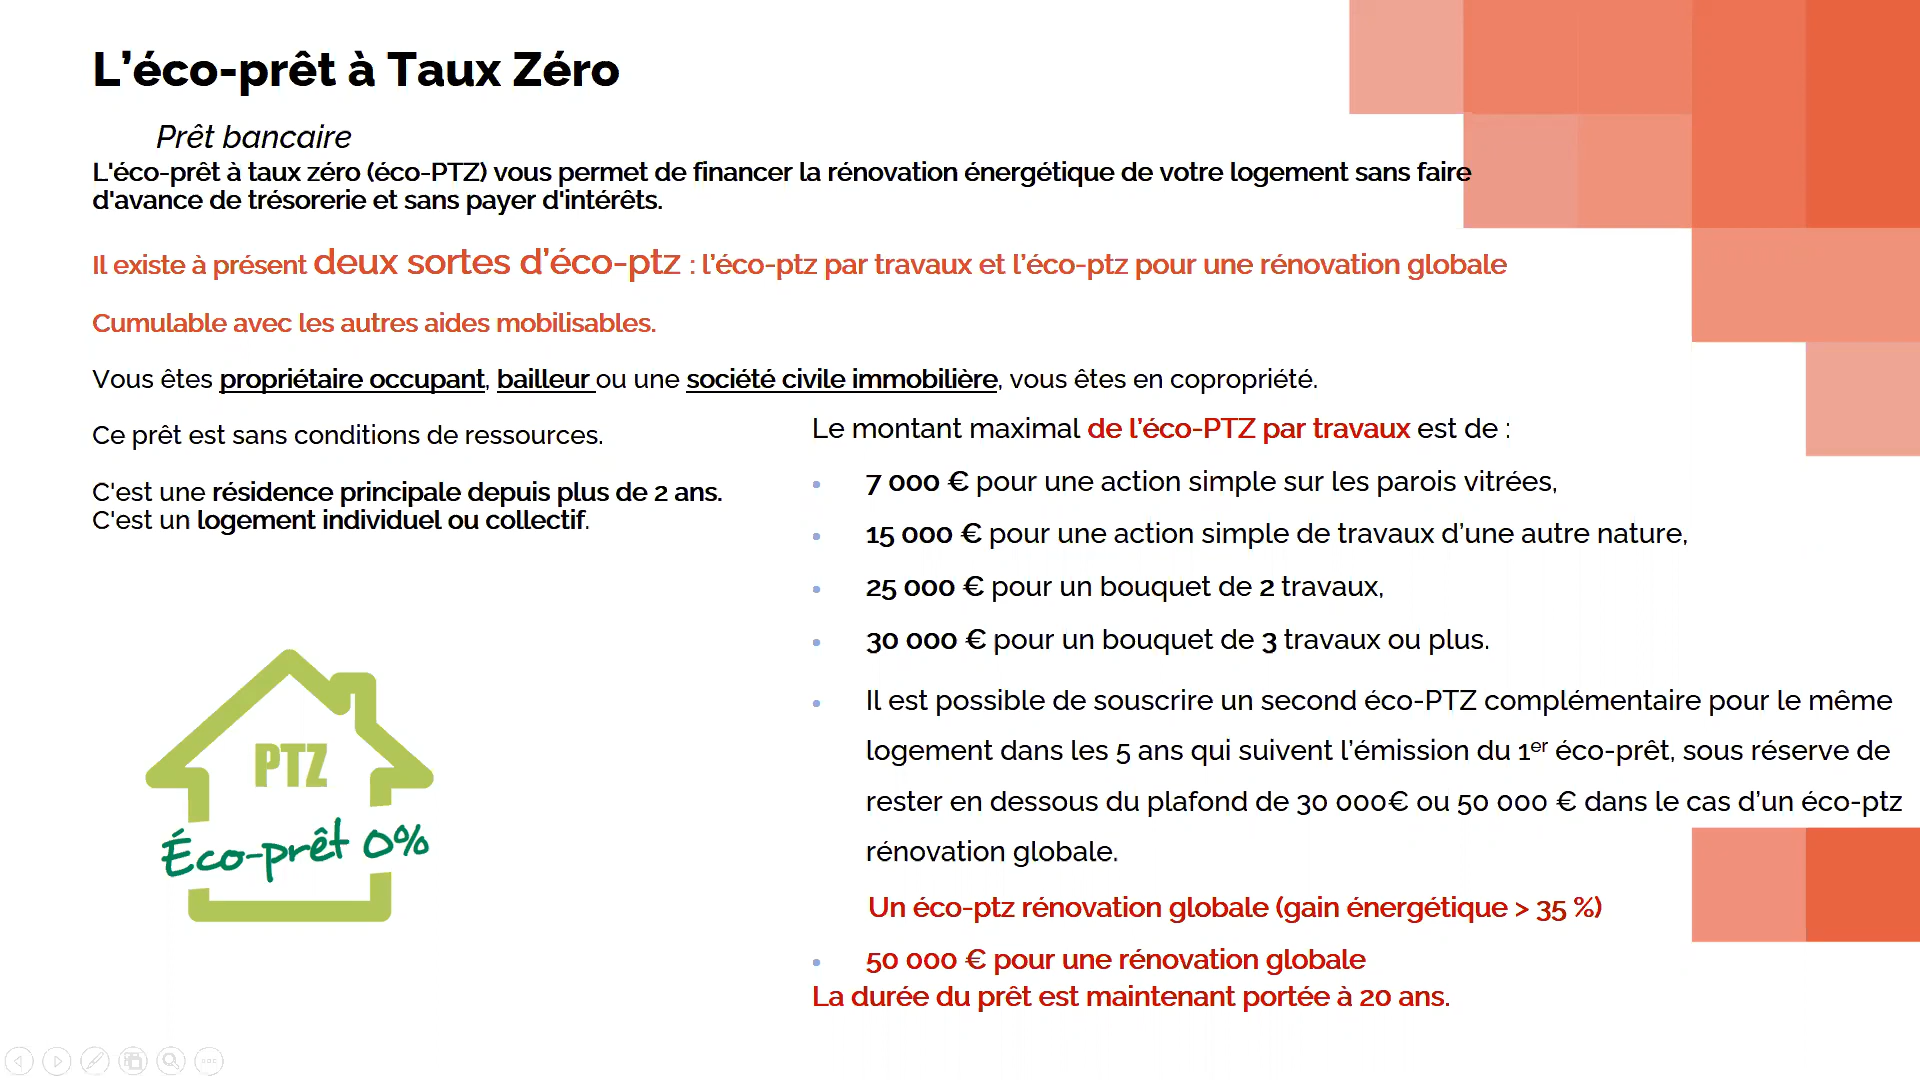 L’éco-prêt à Taux Zéro
Prêt bancaire
L'éco-prêt à taux zéro (éco-PTZ) vous permet de financer la rénovation énergétique de votre logement sans faire
d'avance de trésorerie et sans payer d'intérêts.
Il existe à présent deux sortes d’éco-ptz : l’éco-ptz par travaux et l’éco-ptz pour une rénovation globale
Cumulable avec les autres aides mobilisables.
Vous êtes propriétaire occupant, bailleur ou une société civile immobilière, vous êtes en copropriété.
Ce prêt est sans conditions de ressources.
C'est une résidence principale depuis plus de 2 ans.
C'est un logement individuel ou collectif.
PTZ
Éco-prêt 0%
Le montant maximal de l’éco-PTZ par travaux est de :
• 7 000 € pour une action simple sur les parois vitrées,
• 15 000 € pour une action simple de travaux d’une autre nature,
• 25 000 € pour un bouquet de 2 travaux,
• 30 000 € pour un bouquet de 3 travaux ou plus.
• Il est possible de souscrire un second éco-PTZ complémentaire pour le même
logement dans les 5 ans qui suivent l’émission du 1er éco-prêt, sous réserve de
rester en dessous du plafond de 30 000€ ou 50 000 € dans le cas d’un éco-ptz
rénovation globale.
Un éco-ptz rénovation globale (gain énergétique > 35 %)
• 50 000 € pour une rénovation globale
La durée du prêt est maintenant portée à 20 ans.